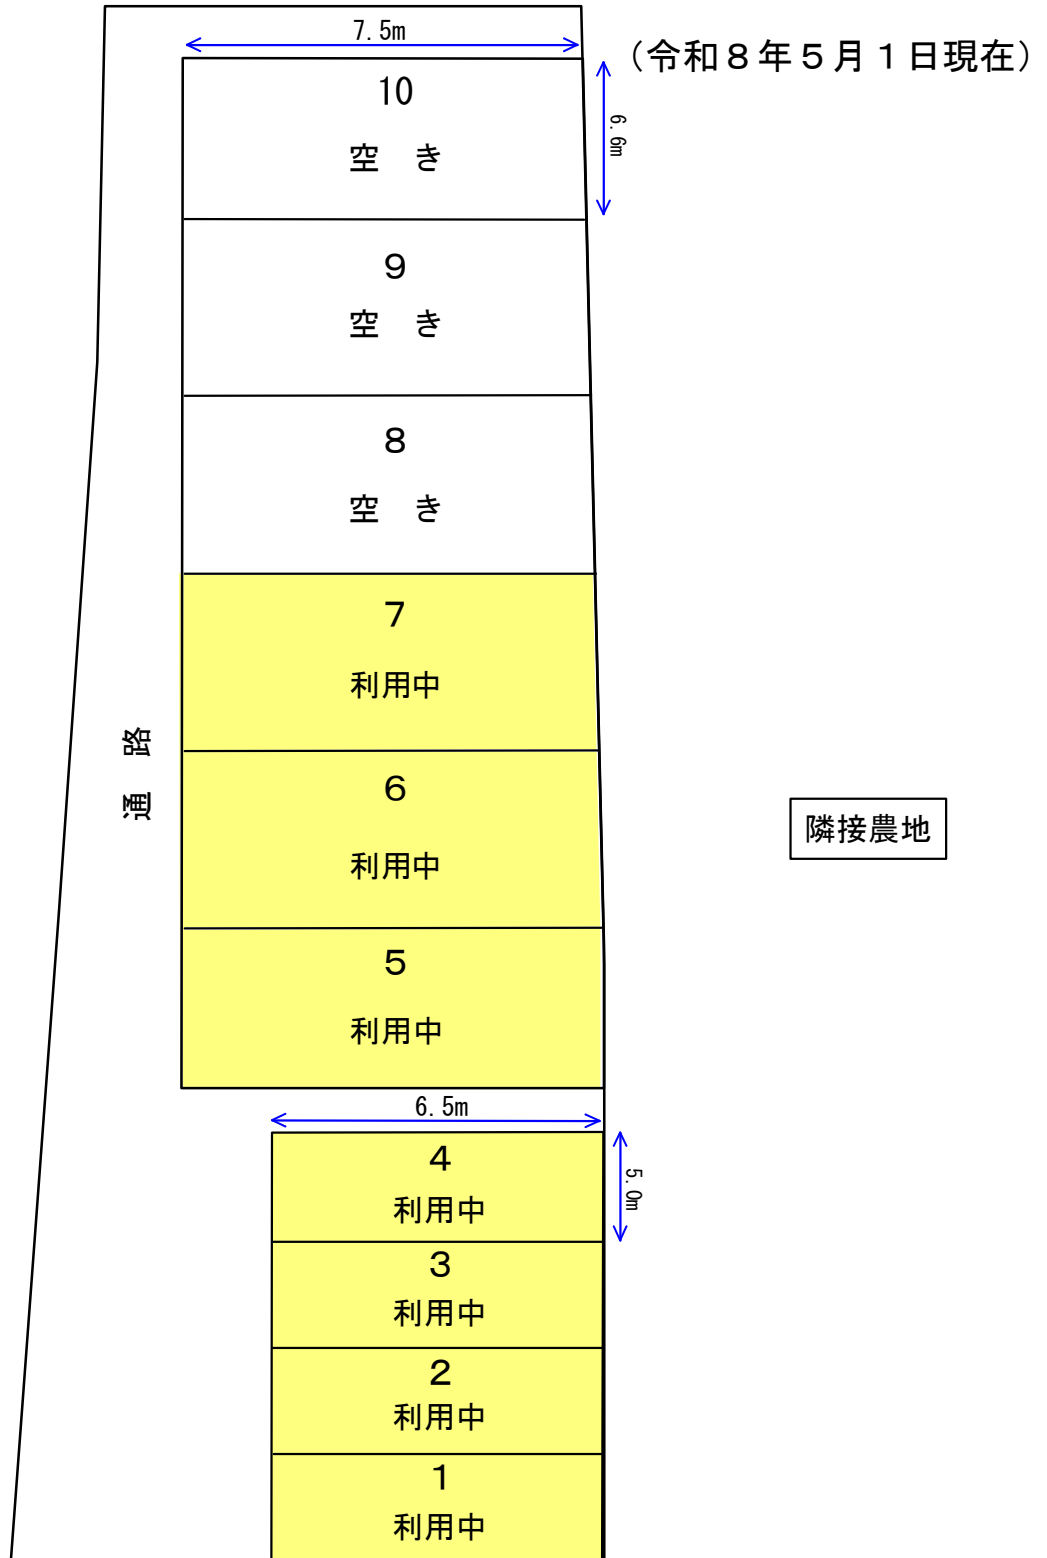 7.5m
（令和８年５月１日現在）
10
空　き
6.6m
９
空　き
８
空　き
７
利用中
通　路
６
利用中
隣接農地
５
利用中
6.5m
４
利用中
5.0m
３
利用中
２
利用中
１
利用中